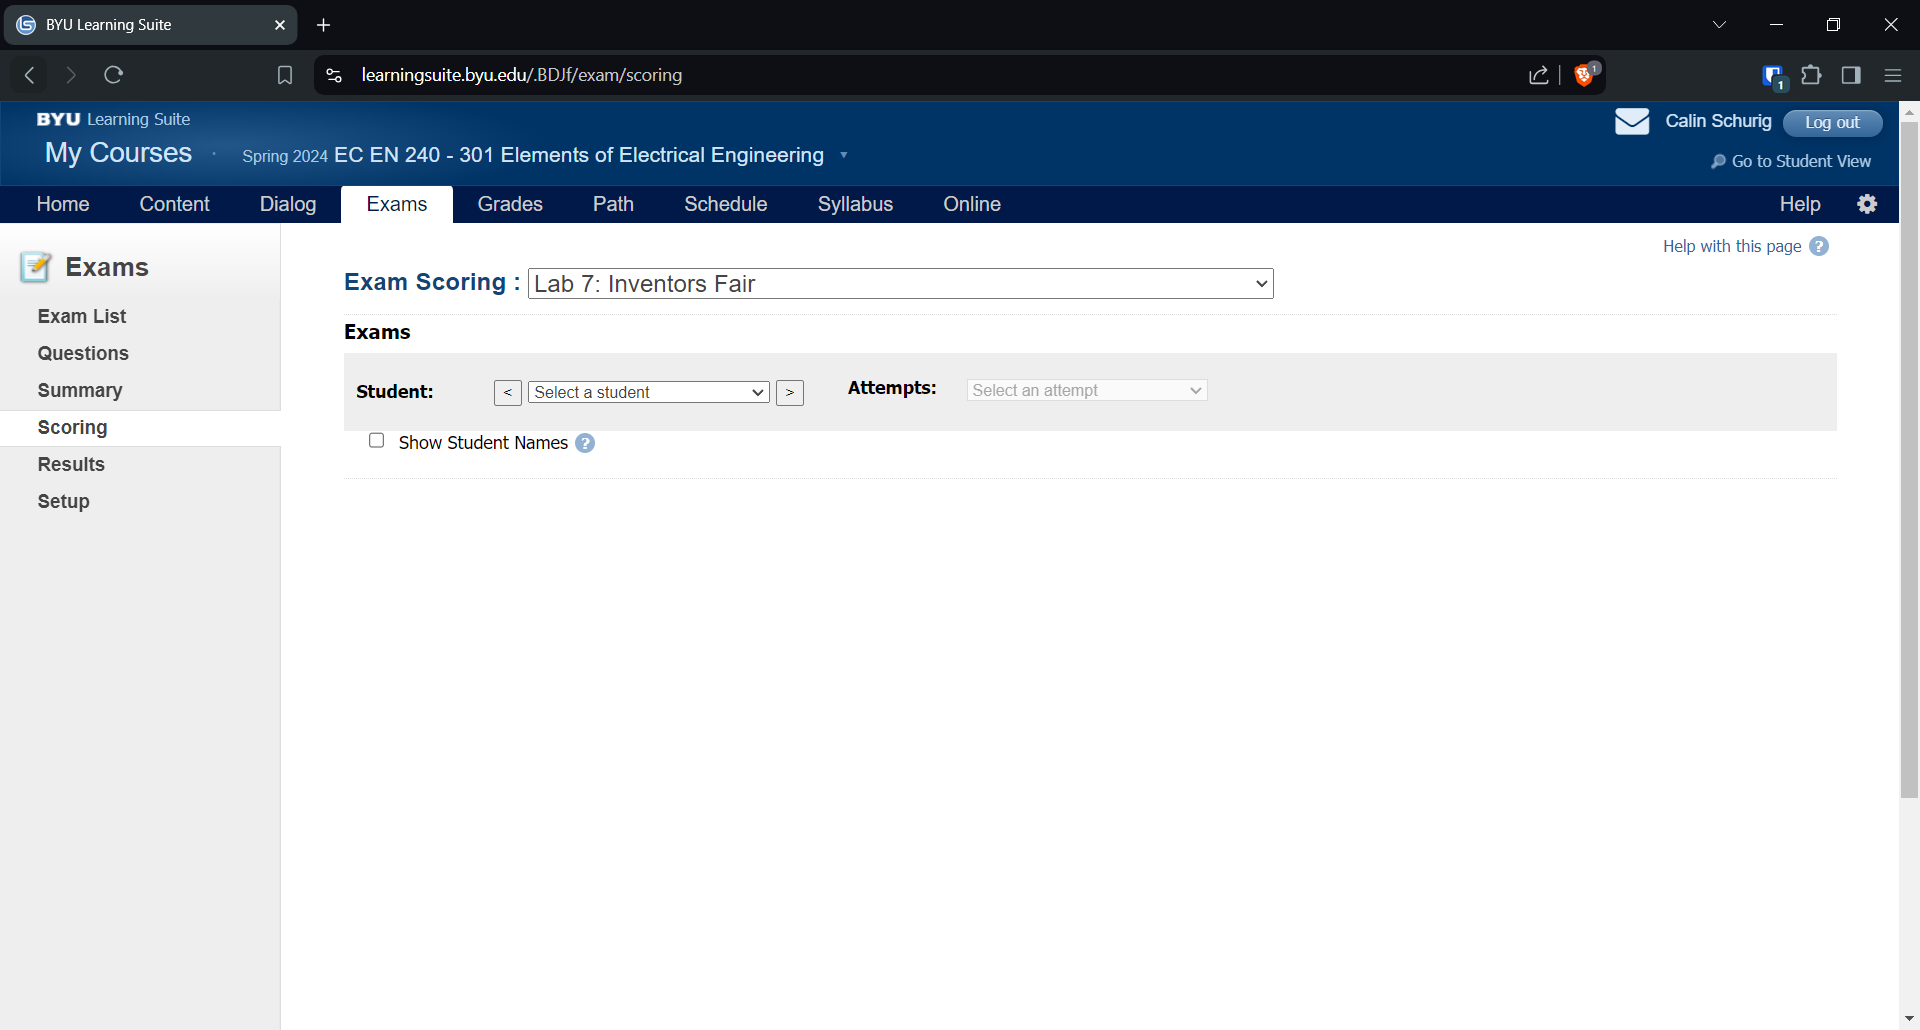 BYU Learning Suite
learningsuite.byu.edu/.BDJf/exam/scoring
1
1
BYU Learning Suite
Calin Schurig
Log out
My Courses · Spring 2024 EC EN 240 - 301 Elements of Electrical Engineering
Go to Student View
Home Content Dialog Exams Grades Path Schedule Syllabus Online Help
Help with this page ?
Exams
Exam List
Questions
Summary
Scoring
Results
Setup
Exam Scoring : Lab 7: Inventors Fair
Exams
Student: < Select a student > Attempts: Select an attempt
Show Student Names ?